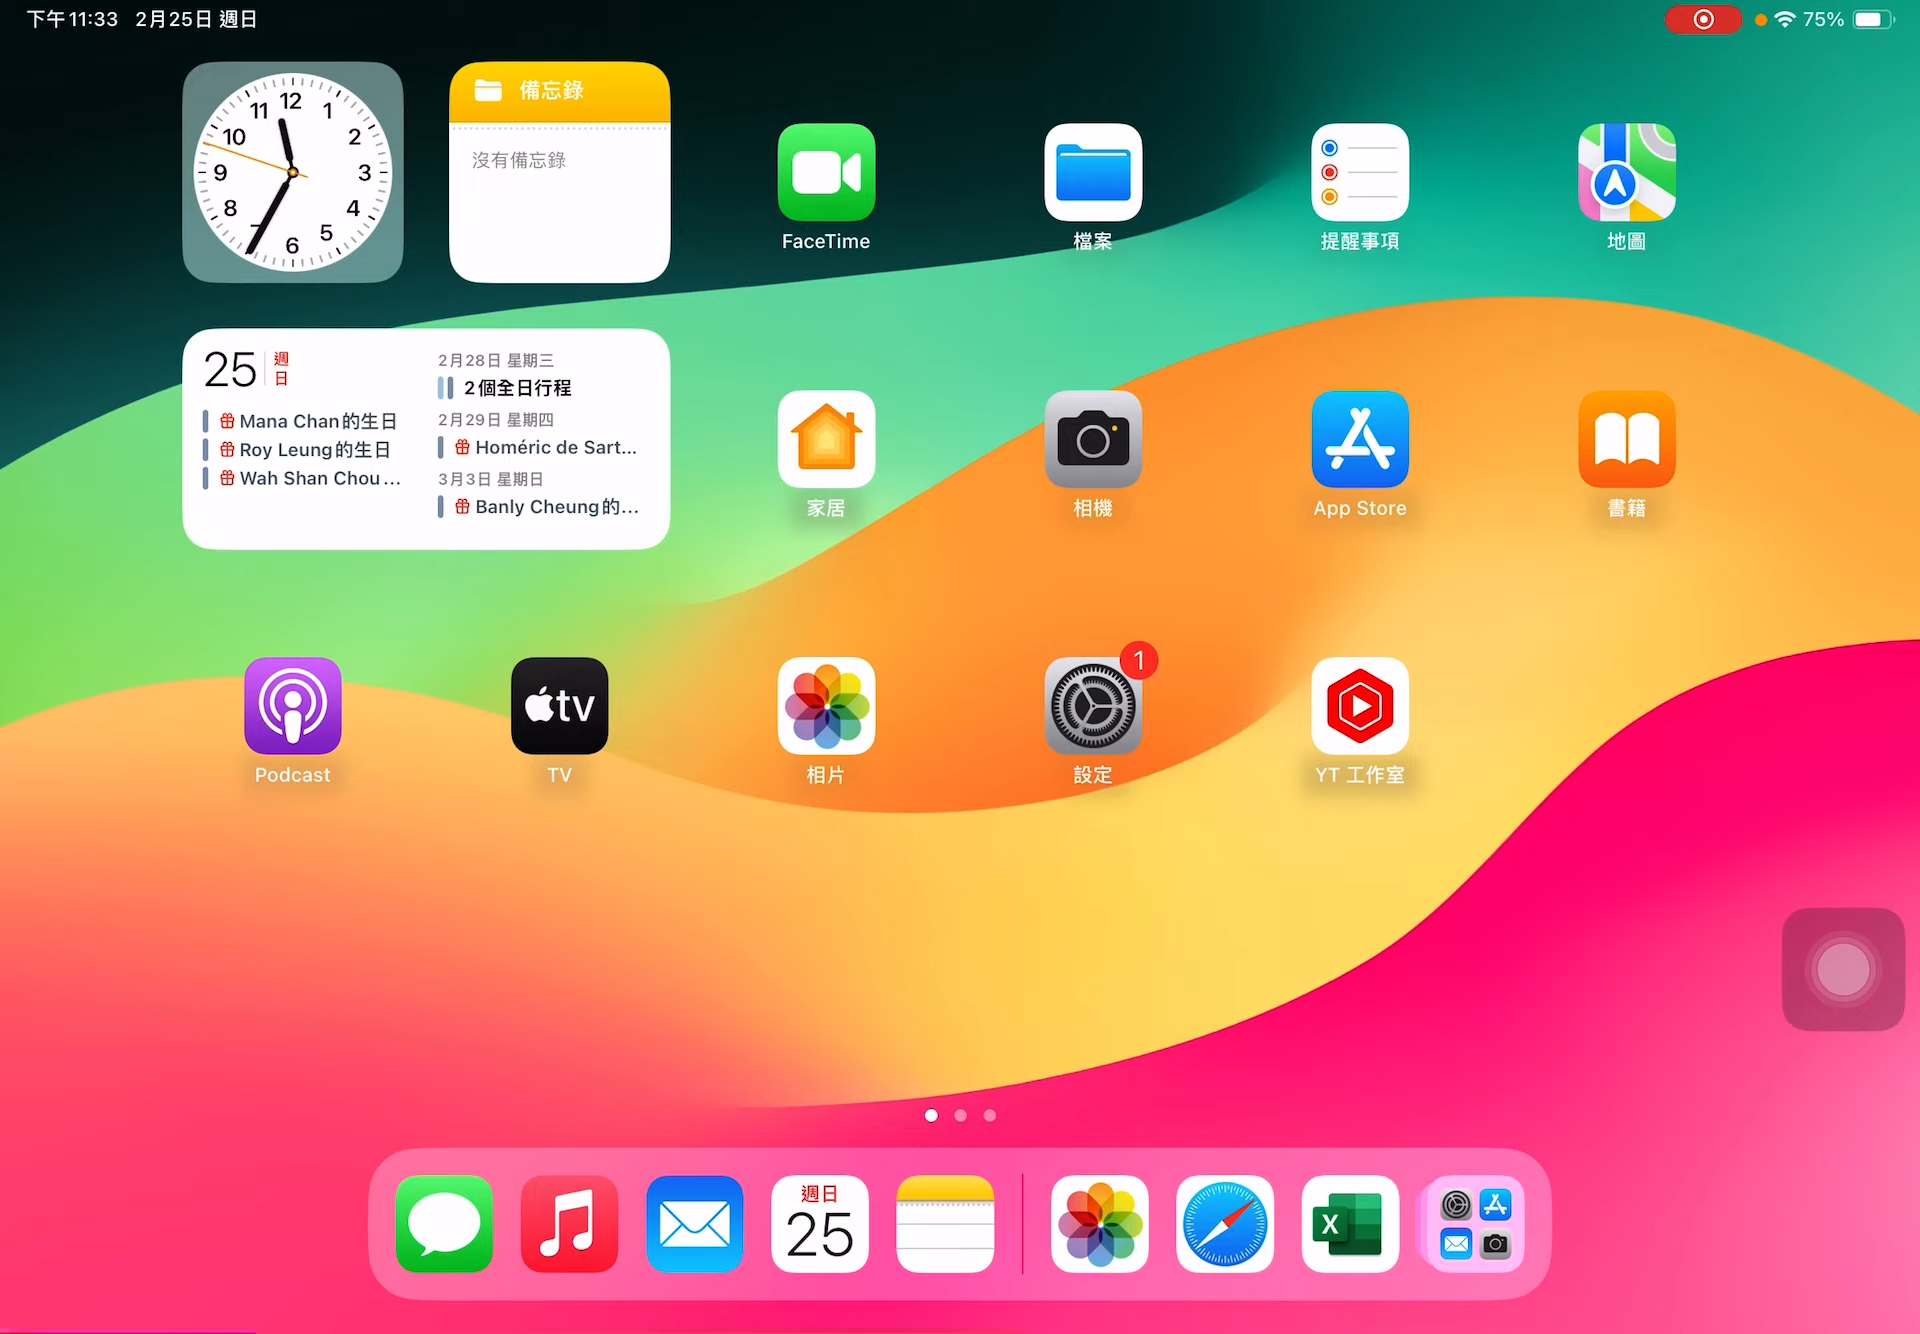 下午11:33 2月25日 週日
75%
12
1
2
3
4
5
6
8
9
10
11
備忘錄
沒有備忘錄
FaceTime
檔案
提醒事項
地圖
25 週日
Mana Chan的生日
Roy Leung的生日
Wah Shan Chou...
2月28日 星期三
2個全日行程
2月29日 星期四
Homéric de Sart...
3月3日 星期日
Banly Cheung的...
家居
相機
App Store
書籍
Podcast
tv
TV
相片
1
設定
YT 工作室
週日
25
X